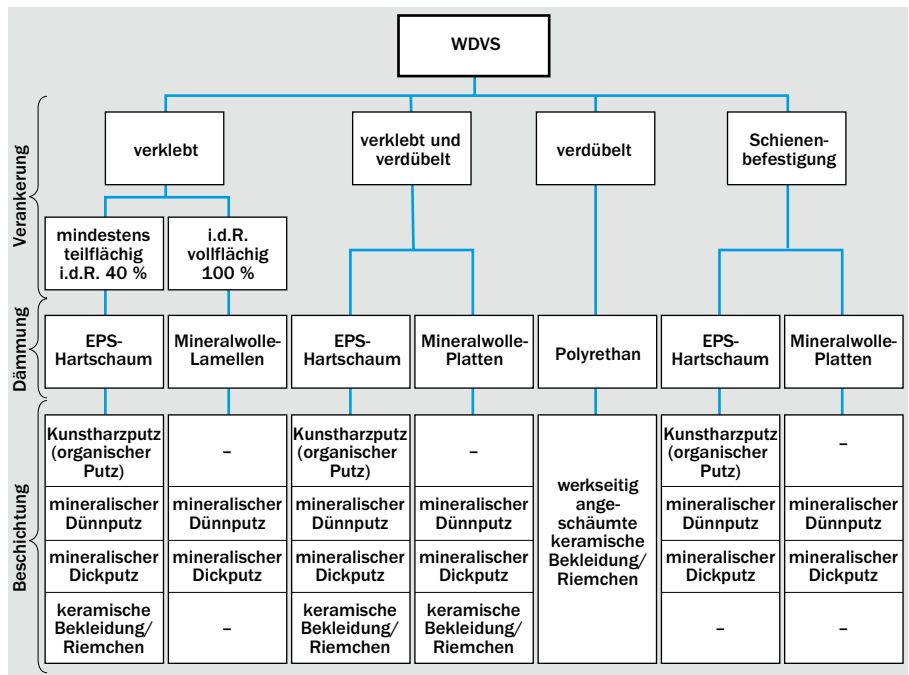 WDVS
Verankerung
verklebt
verklebt und
verdübelt
verdübelt
Schienen-
befestigung
mindestens
teilflächig
i.d.R. 40 %
i.d.R.
vollflächig
100 %
Dämmung
EPS-
Hartschaum
Mineralwolle-
Lamellen
EPS-
Hartschaum
Mineralwolle-
Platten
Polyrethan
EPS-
Hartschaum
Mineralwolle-
Platten
Beschichtung
Kunstharzputz
(organischer
Putz)
–
Kunstharzputz
(organischer
Putz)
–
werkseitig
ange-
schäumte
keramische
Bekleidung/
Riemchen
Kunstharzputz
(organischer
Putz)
–
mineralischer
Dünnputz
mineralischer
Dünnputz
mineralischer
Dünnputz
mineralischer
Dünnputz
mineralischer
Dünnputz
mineralischer
Dünnputz
mineralischer
Dickputz
mineralischer
Dickputz
mineralischer
Dickputz
mineralischer
Dickputz
mineralischer
Dickputz
mineralischer
Dickputz
keramische
Bekleidung/
Riemchen
–
keramische
Bekleidung/
Riemchen
keramische
Bekleidung/
Riemchen
–
–